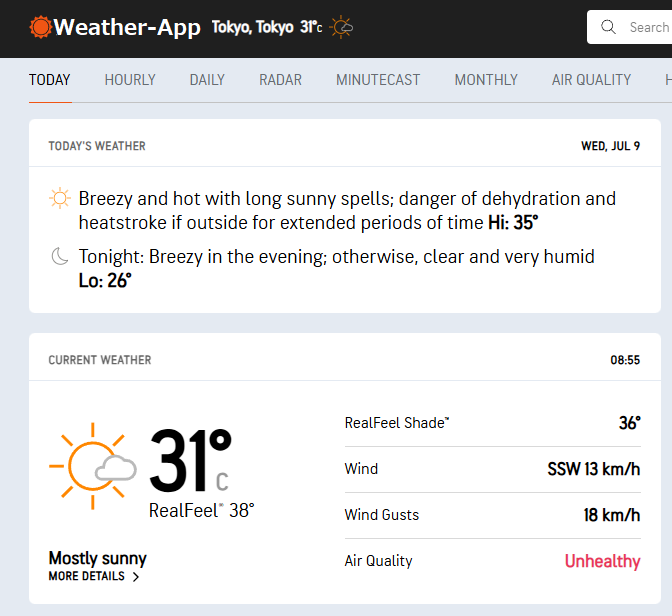 Weather-App Tokyo, Tokyo 31°C Search
TODAY HOURLY DAILY RADAR MINUTECAST MONTHLY AIR QUALITY H
TODAY'S WEATHER WED, JUL 9
Breezy and hot with long sunny spells; danger of dehydration and
heatstroke if outside for extended periods of time Hi: 35°
Tonight: Breezy in the evening; otherwise, clear and very humid
Lo: 26°
CURRENT WEATHER 08:55
31°C
RealFeel® 38°
Mostly sunny
MORE DETAILS >
RealFeel Shade™ 36°
Wind SSW 13 km/h
Wind Gusts 18 km/h
Air Quality Unhealthy